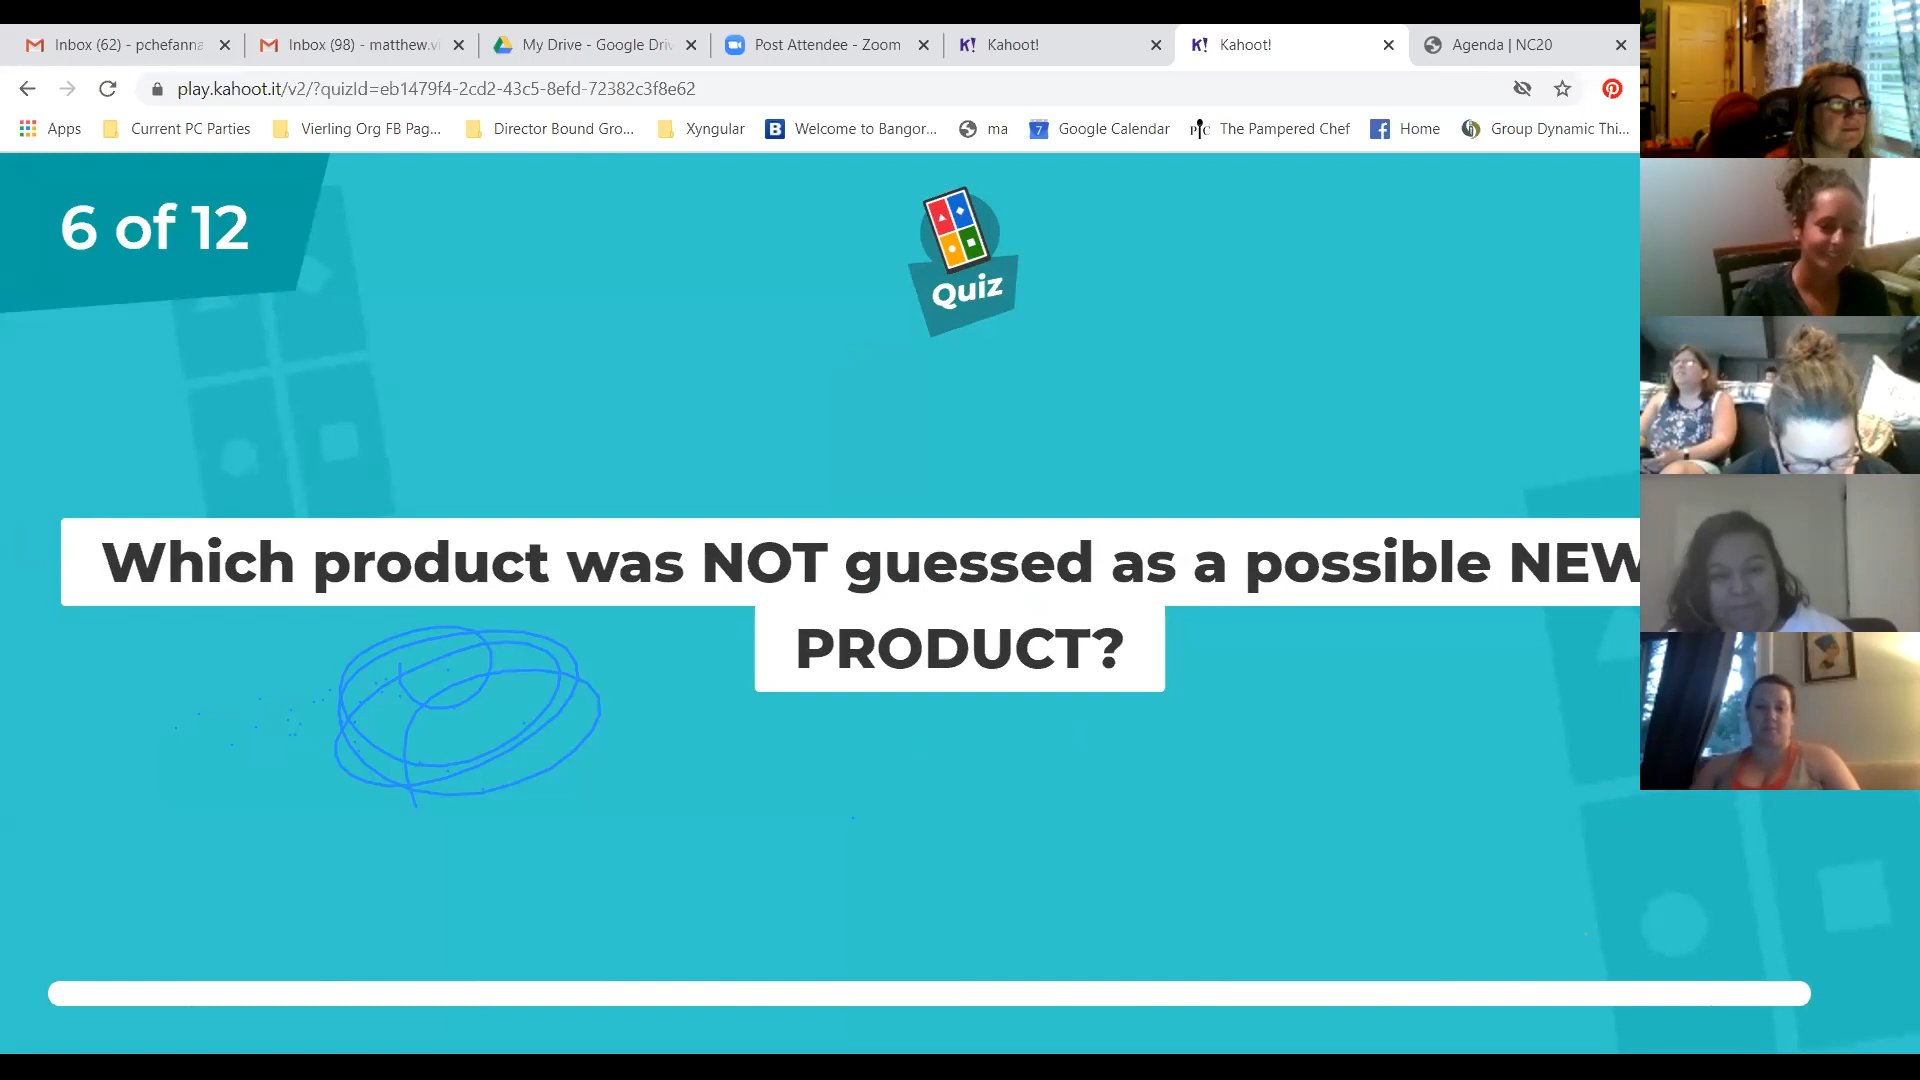 Inbox (62) - pchefanna
Inbox (98) - matthew.v
My Drive - Google Driv
Post Attendee - Zoom
Kahoot!
Kahoot!
Agenda | NC20
play.kahoot.it/v2/?quizId=eb1479f4-2cd2-43c5-8efd-72382c3f8e62
Apps
Current PC Parties
Vierling Org FB Pag...
Director Bound Gro...
Xyngular
Welcome to Bangor...
ma
Google Calendar
The Pampered Chef
Home
Group Dynamic Thi...
6 of 12
Quiz
Which product was NOT guessed as a possible NEW
PRODUCT?